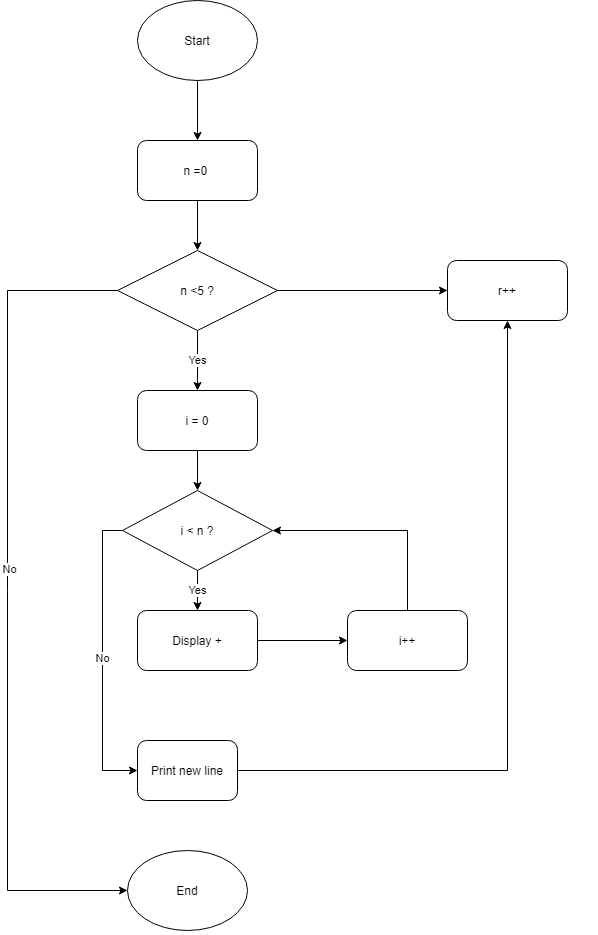 Start
n =0
n <5 ?
r++
Yes
i = 0
i < n ?
No
Yes
Display +
i++
No
Print new line
End